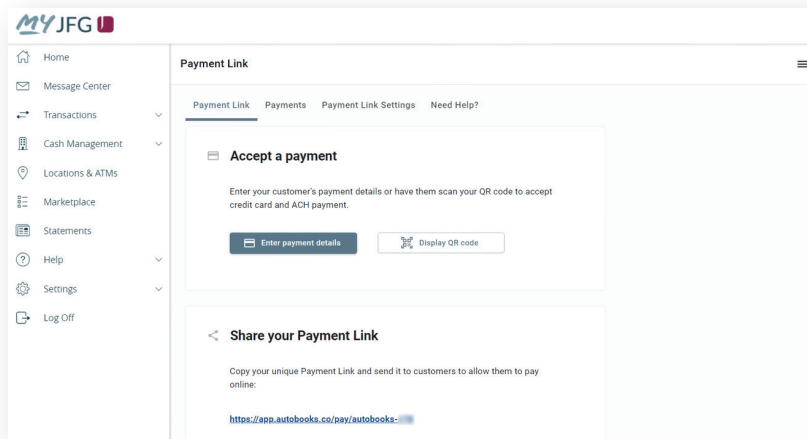 MY JFG
Home
Message Center
Transactions
Cash Management
Locations & ATMs
Marketplace
Statements
Help
Settings
Log Off
Payment Link
Payment Link Payments Payment Link Settings Need Help?
Accept a payment
Enter your customer's payment details or have them scan your QR code to accept
credit card and ACH payment.
Enter payment details Display QR code
Share your Payment Link
Copy your unique Payment Link and send it to customers to allow them to pay
online:
https://app.autobooks.co/pay/autobooks-